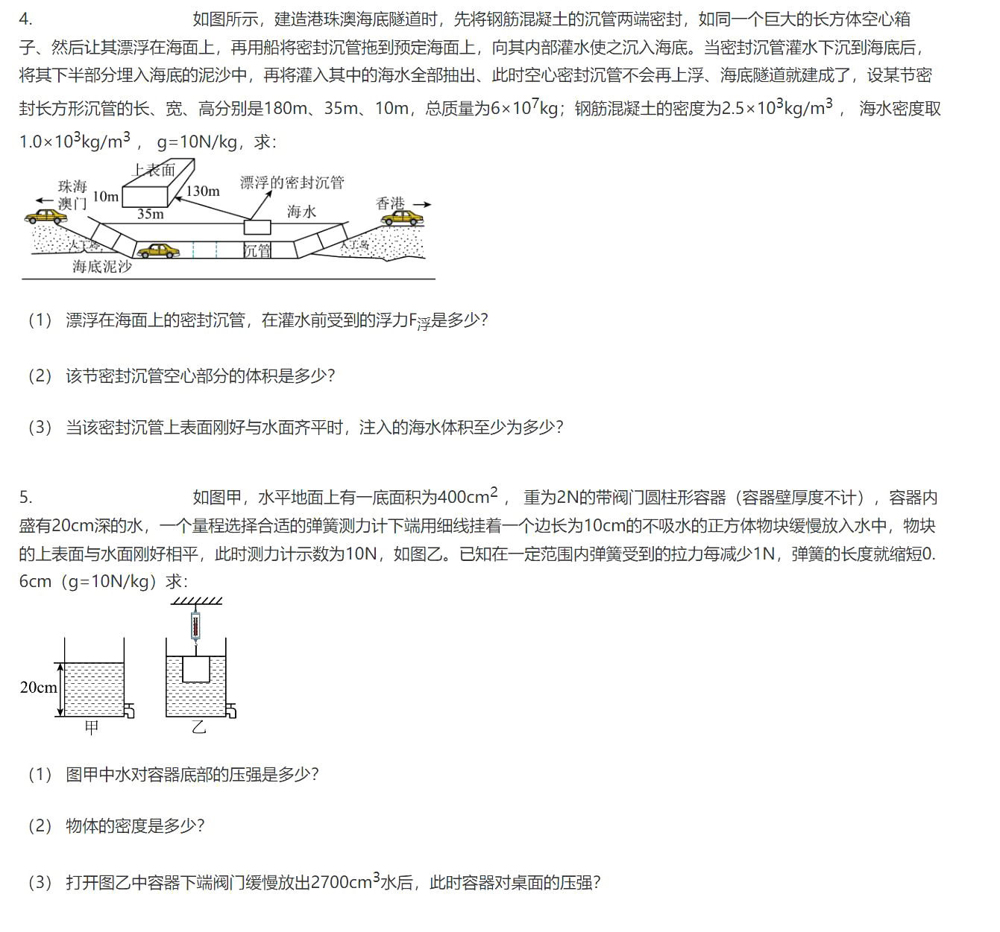 4. 如图所示，建造港珠澳海底隧道时，先将钢筋混凝土的沉管两端密封，如同一个巨大的长方体空心箱
子、然后让其漂浮在海面上，再用船将密封沉管拖到预定海面上，向其内部灌水使之沉入海底。当密封沉管灌水下沉到海底后，
将其下半部分埋入海底的泥沙中，再将灌入其中的海水全部抽出、此时空心密封沉管不会再上浮、海底隧道就建成了，设某节密
封长方形沉管的长、宽、高分别是180m、35m、10m，总质量为6×10⁷kg；钢筋混凝土的密度为2.5×10³kg/m³ ， 海水密度取
1.0×10³kg/m³ ， g=10N/kg，求：
上表面
珠海
澳门
10m
130m
35m
漂浮的密封沉管
海水
香港
人工岛
沉管
人工岛
海底泥沙
（1） 漂浮在海面上的密封沉管，在灌水前受到的浮力F浮是多少？
（2） 该节密封沉管空心部分的体积是多少？
（3） 当该密封沉管上表面刚好与水面齐平时，注入的海水体积至少为多少？
5. 如图甲，水平地面上有一底面积为400cm² ， 重为2N的带阀门圆柱形容器（容器壁厚度不计），容器内
盛有20cm深的水，一个量程选择合适的弹簧测力计下端用细线挂着一个边长为10cm的不吸水的正方体物块缓慢放入水中，物块
的上表面与水面刚好相平，此时测力计示数为10N，如图乙。已知在一定范围内弹簧受到的拉力每减少1N，弹簧的长度就缩短0.
6cm（g=10N/kg）求：
20cm
甲
乙
（1） 图甲中水对容器底部的压强是多少？
（2） 物体的密度是多少？
（3） 打开图乙中容器下端阀门缓慢放出2700cm³水后，此时容器对桌面的压强？